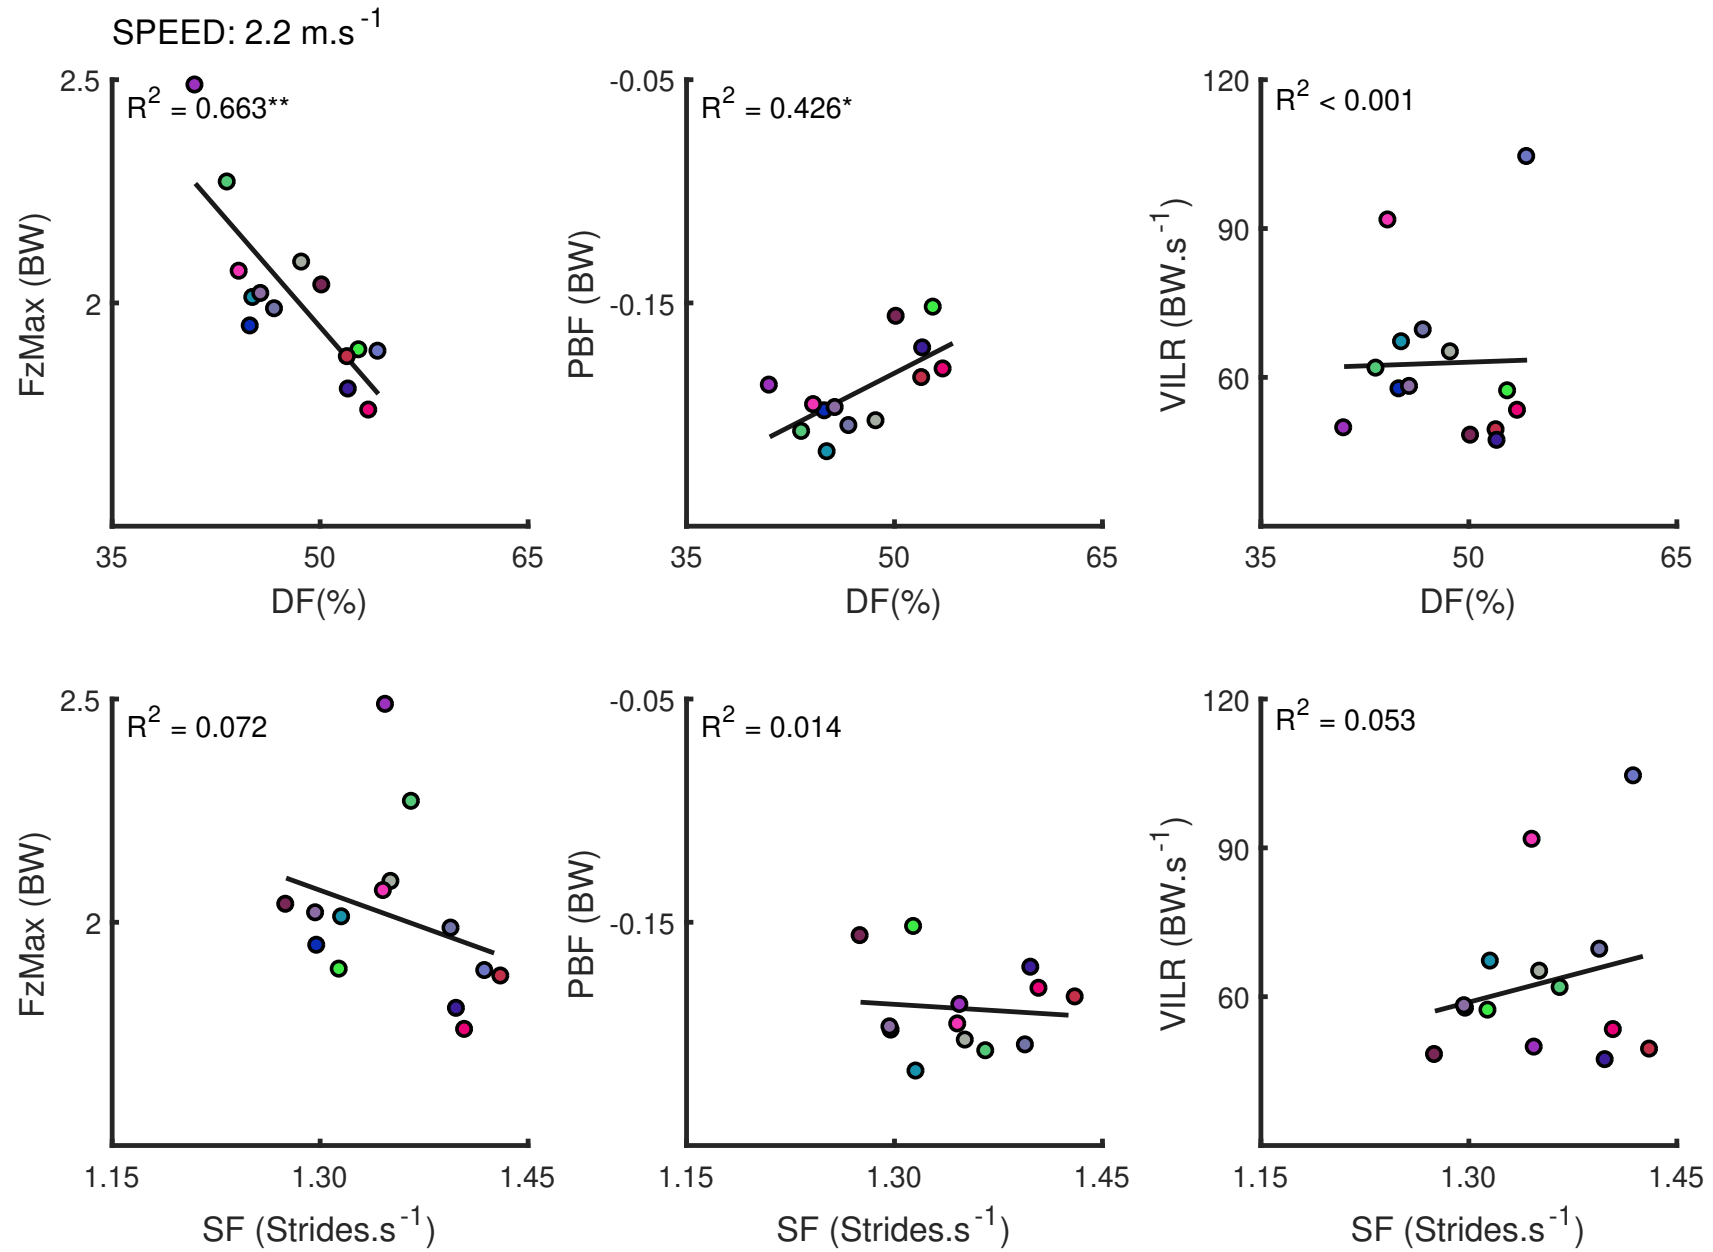 SPEED: 2.2 m.s⁻¹
2.5
R² = 0.663**
2
FzMax (BW)
35 50 65
DF(%)
-0.05
R² = 0.426*
-0.15
PBF (BW)
35 50 65
DF(%)
120
R² < 0.001
90
60
VILR (BW.s⁻¹)
35 50 65
DF(%)
2.5
R² = 0.072
2
FzMax (BW)
1.15 1.30 1.45
SF (Strides.s⁻¹)
-0.05
R² = 0.014
-0.15
PBF (BW)
1.15 1.30 1.45
SF (Strides.s⁻¹)
120
R² = 0.053
90
60
VILR (BW.s⁻¹)
1.15 1.30 1.45
SF (Strides.s⁻¹)